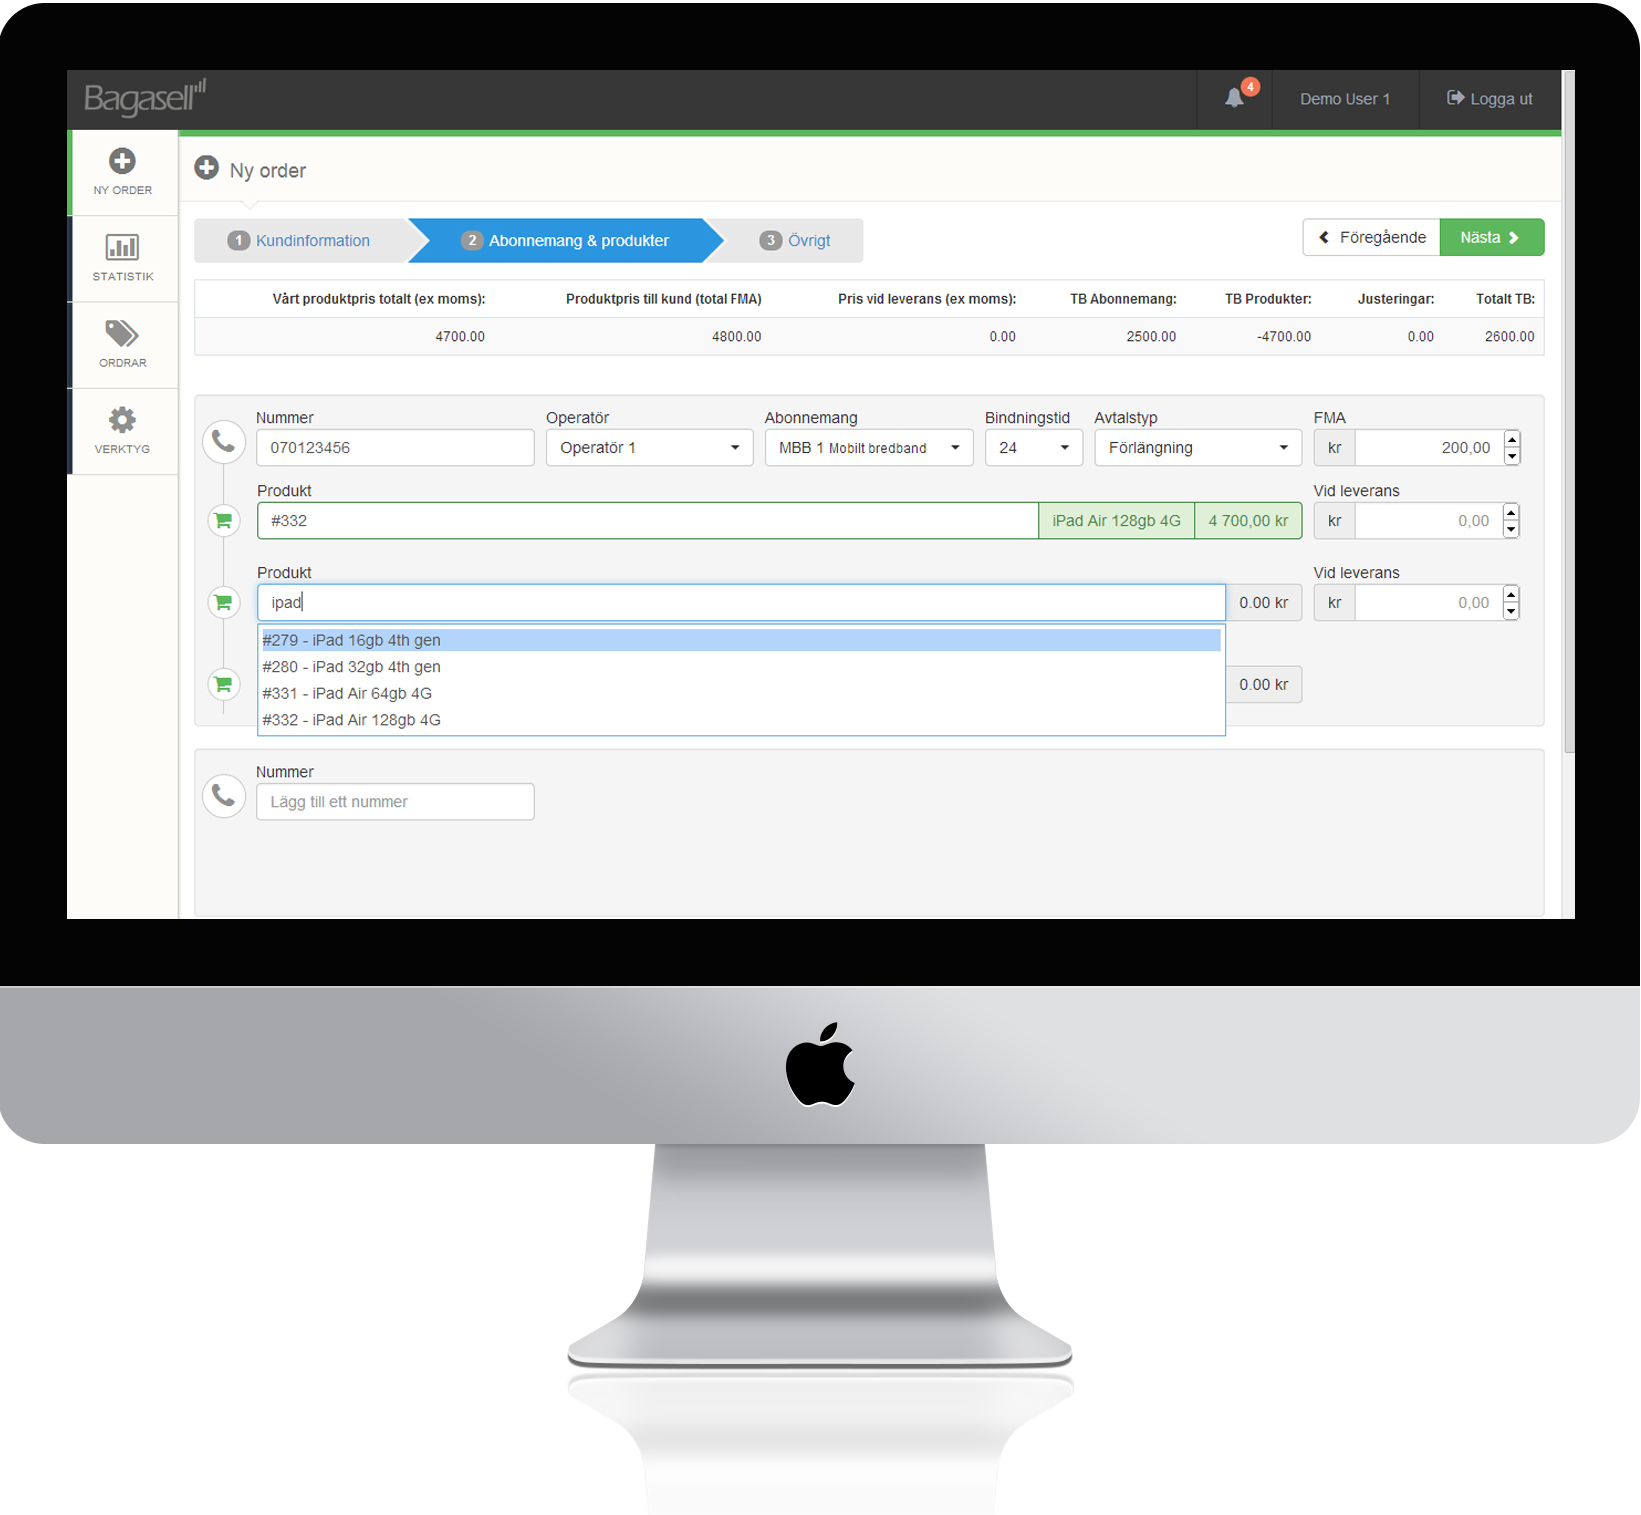 Bagasell
4
Demo User 1
Logga ut
NY ORDER
STATISTIK
ORDRAR
VERKTYG
Ny order
1 Kundinformation
2 Abonnemang & produkter
3 Övrigt
Föregående
Nästa
Vårt produktpris totalt (ex moms): Produktpris till kund (total FMA) Pris vid leverans (ex moms): TB Abonnemang: TB Produkter: Justeringar: Totalt TB:
4700.00 4800.00 0.00 2500.00 -4700.00 0.00 2600.00
Nummer Operatör Abonnemang Bindningstid Avtalstyp FMA
070123456 Operatör 1 MBB 1 Mobilt bredband 24 Förlängning kr 200,00
Produkt Vid leverans
#332 iPad Air 128gb 4G 4 700,00 kr kr 0,00
Produkt Vid leverans
ipad 0.00 kr kr 0,00
#279 - iPad 16gb 4th gen
#280 - iPad 32gb 4th gen
#331 - iPad Air 64gb 4G
0.00 kr
#332 - iPad Air 128gb 4G
Nummer
Lägg till ett nummer